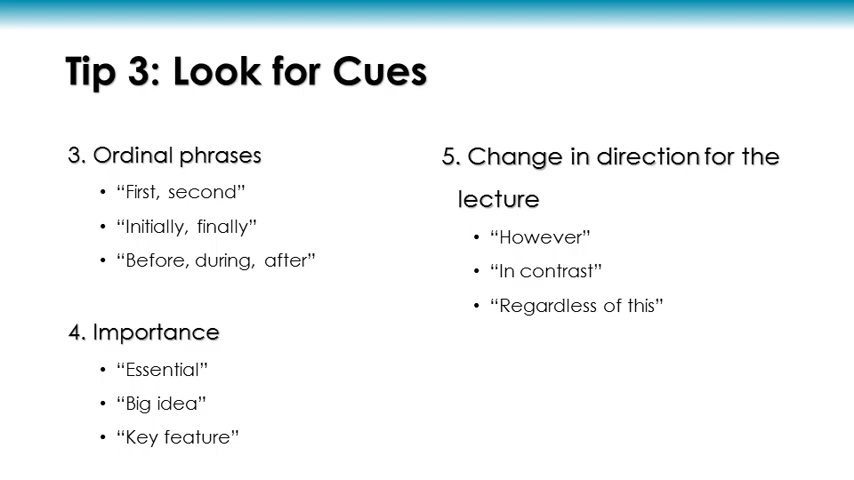 Tip 3: Look for Cues
3. Ordinal phrases
• “First, second”
• “Initially, finally”
• “Before, during, after”
4. Importance
• “Essential”
• “Big idea”
• “Key feature”
5. Change in direction for the
lecture
• “However”
• “In contrast”
• “Regardless of this”